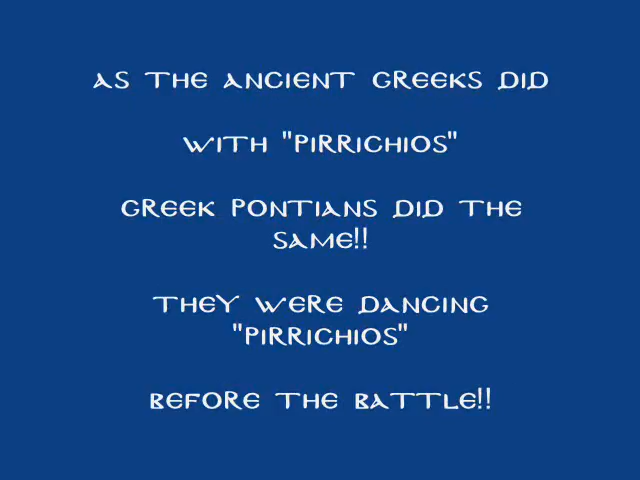 AS THE ANCIENT GREEKS DID
WITH "PIRRICHIOS"
GREEK PONTIANS DID THE
SAME!!
THEY WERE DANCING
"PIRRICHIOS"
BEFORE THE BATTLE!!